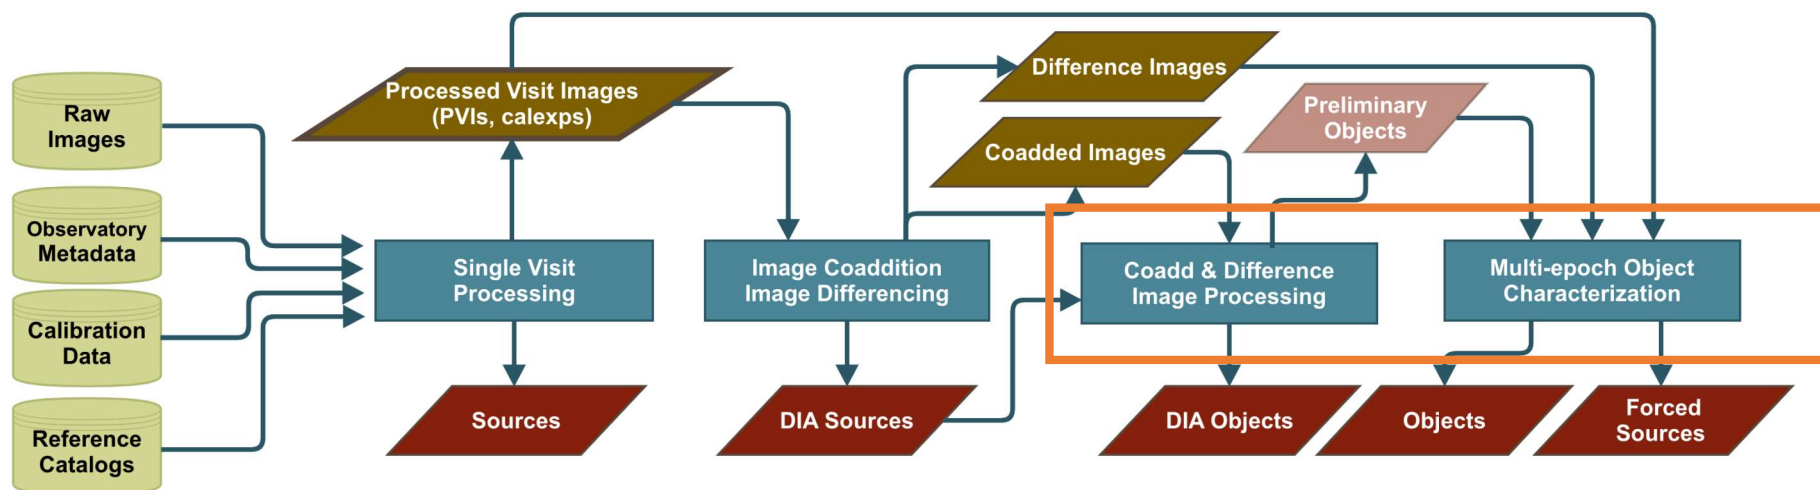 Raw
Images
Observatory
Metadata
Calibration
Data
Reference
Catalogs
Processed Visit Images
(PVIs, calexps)
Single Visit
Processing
Sources
Image Coaddition
Image Differencing
DIA Sources
Difference Images
Coadded Images
Preliminary
Objects
Coadd & Difference
Image Processing
Multi-epoch Object
Characterization
DIA Objects
Objects
Forced
Sources